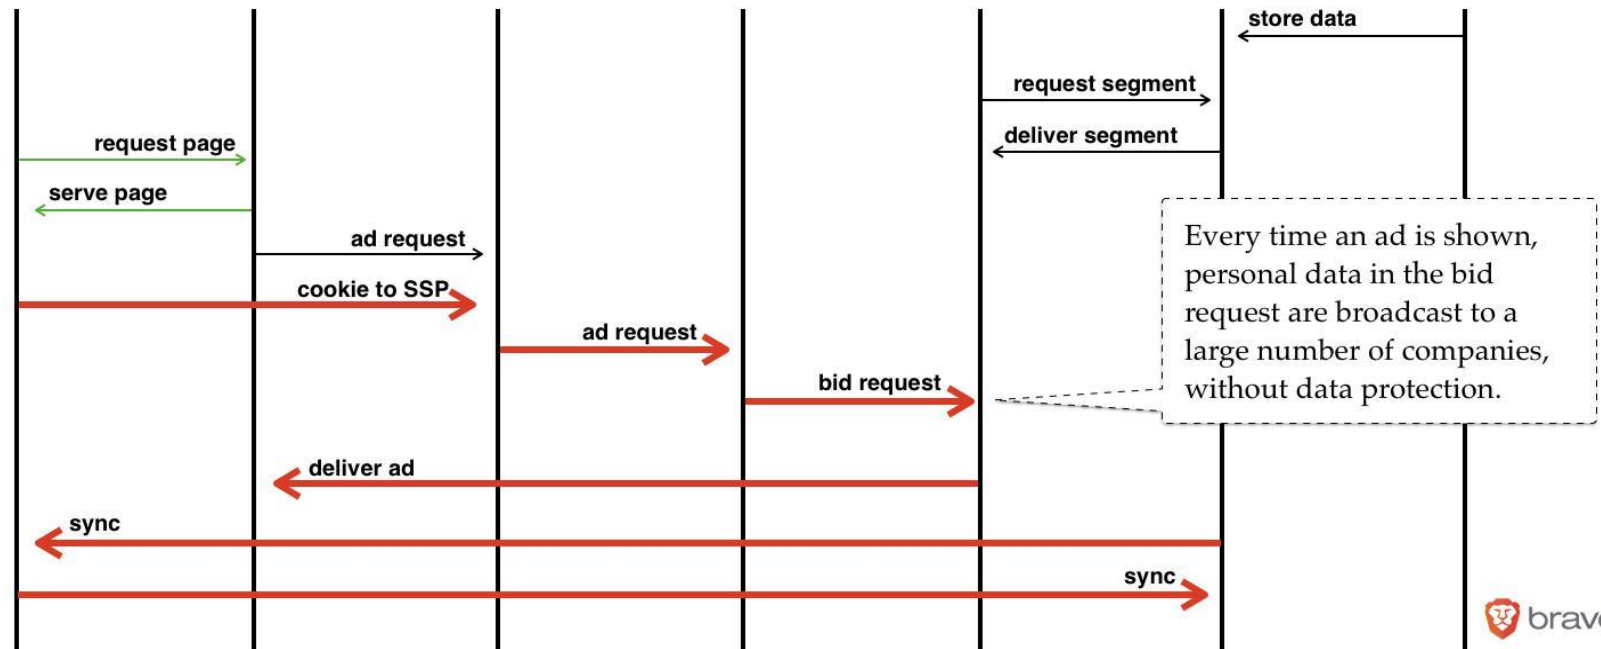 store data
request segment
deliver segment
request page
serve page
ad request
cookie to SSP
ad request
bid request
Every time an ad is shown,
personal data in the bid
request are broadcast to a
large number of companies,
without data protection.
deliver ad
sync
sync
brave